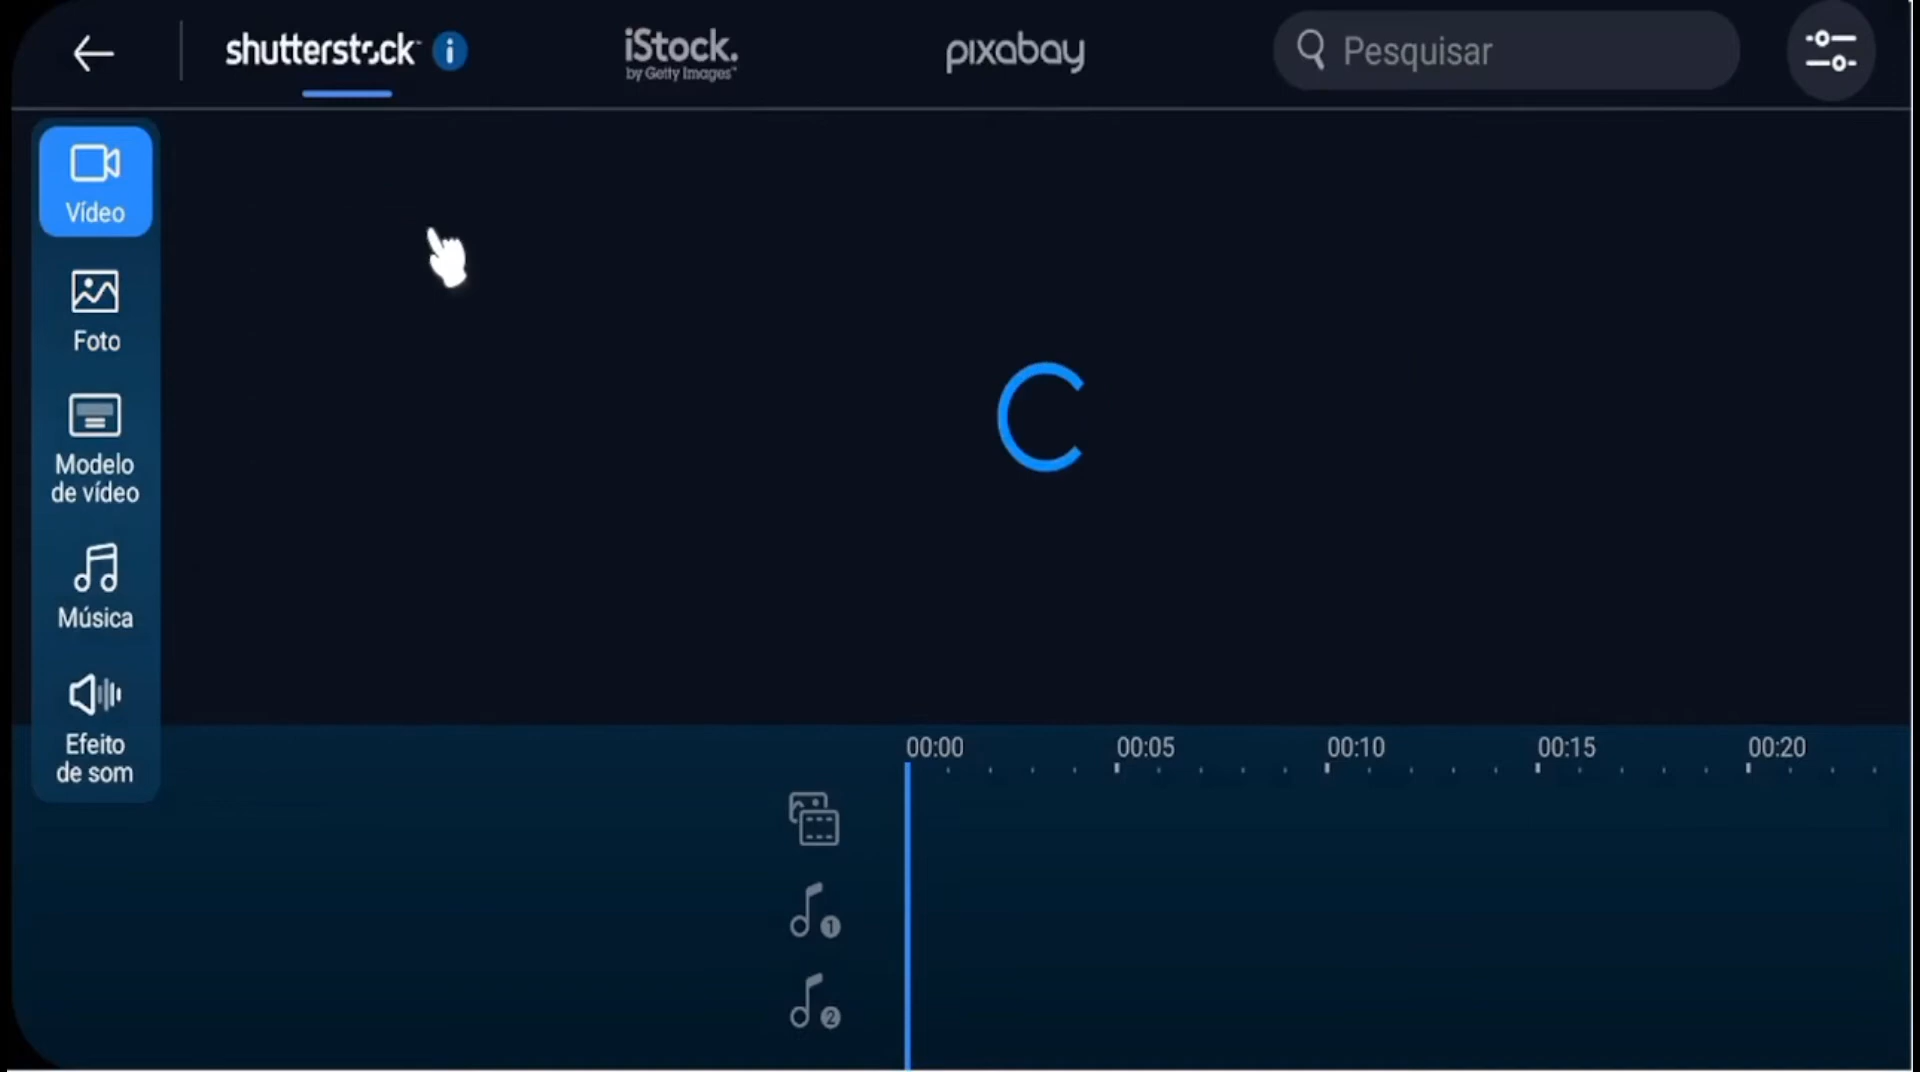 shutterstock
i
iStock.
by Getty Images™
pixabay
Pesquisar
Vídeo
Foto
Modelo
de vídeo
Música
Efeito
de som
00:00
00:05
00:10
00:15
00:20
1
2